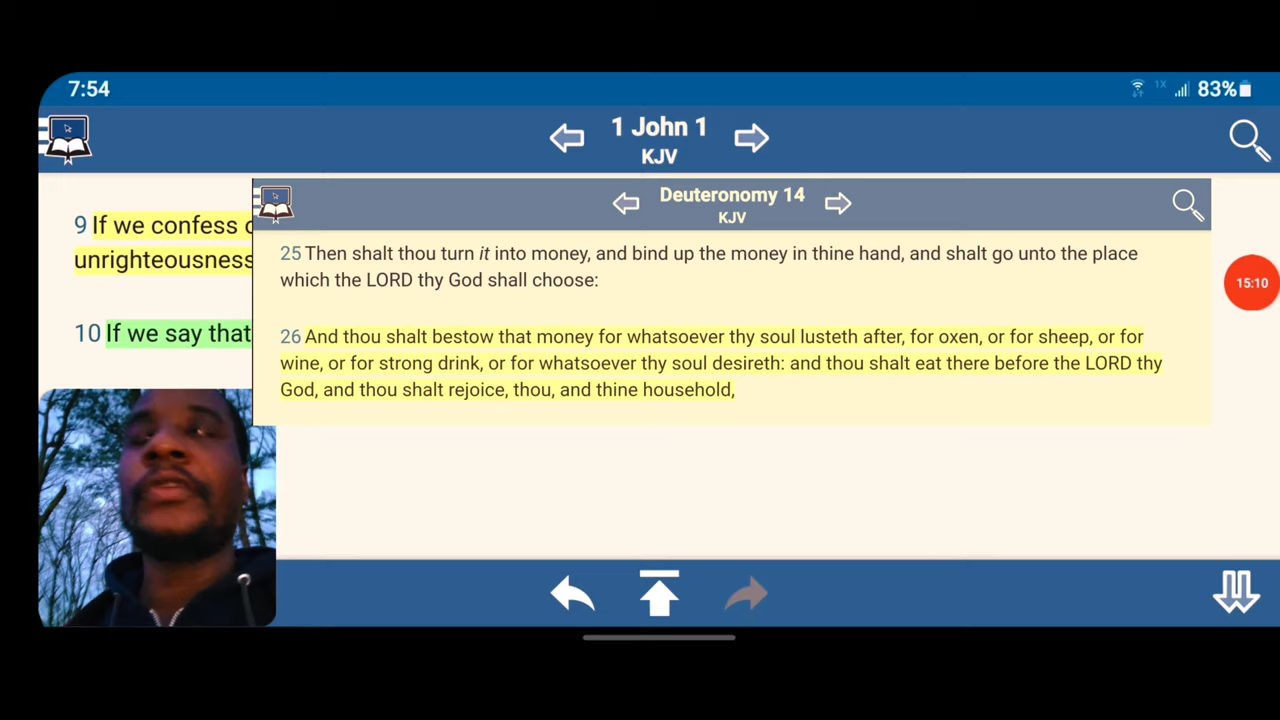 7:54
1X
83%
1 John 1
KJV
Deuteronomy 14
KJV
9 If we confess
unrighteousness
10 If we say that
25 Then shalt thou turn it into money, and bind up the money in thine hand, and shalt go unto the place
which the LORD thy God shall choose:
26 And thou shalt bestow that money for whatsoever thy soul lusteth after, for oxen, or for sheep, or for
wine, or for strong drink, or for whatsoever thy soul desireth: and thou shalt eat there before the LORD thy
God, and thou shalt rejoice, thou, and thine household,
15:10